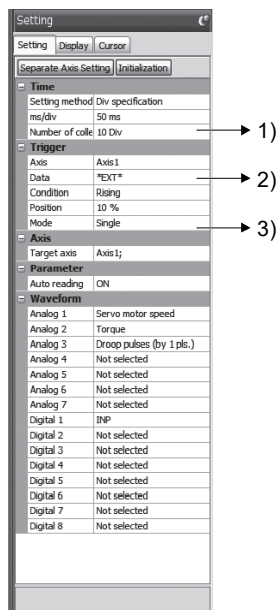 Setting
Setting Display Cursor
Separate Axis Setting Initialization
Time
Setting method Div specification
ms/div 50 ms
Number of colle 10 Div 1)
Trigger
Axis Axis1
Data *EXT* 2)
Condition Rising
Position 10 %
Mode Single 3)
Axis
Target axis Axis1;
Parameter
Auto reading ON
Waveform
Analog 1 Servo motor speed
Analog 2 Torque
Analog 3 Droop pulses (by 1 pls.)
Analog 4 Not selected
Analog 5 Not selected
Analog 6 Not selected
Analog 7 Not selected
Digital 1 INP
Digital 2 Not selected
Digital 3 Not selected
Digital 4 Not selected
Digital 5 Not selected
Digital 6 Not selected
Digital 7 Not selected
Digital 8 Not selected